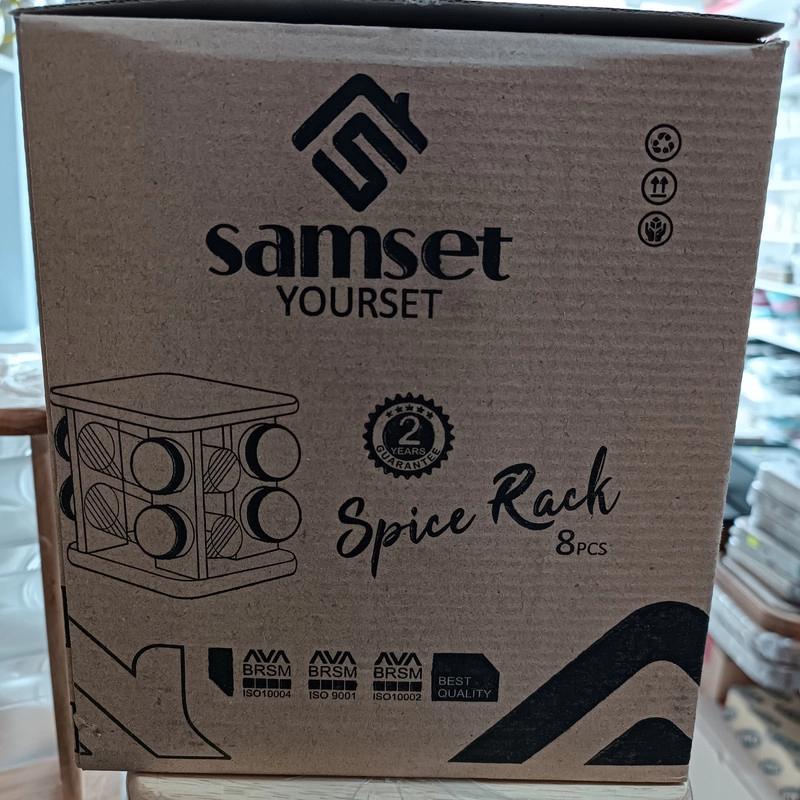 samset
YOURSET
2
YEARS
GUARANTEE
Spice Rack
8PCS
AVA
BRSM
ISO10004
AVA
BRSM
ISO 9001
AVA
BRSM
ISO10002
BEST
QUALITY